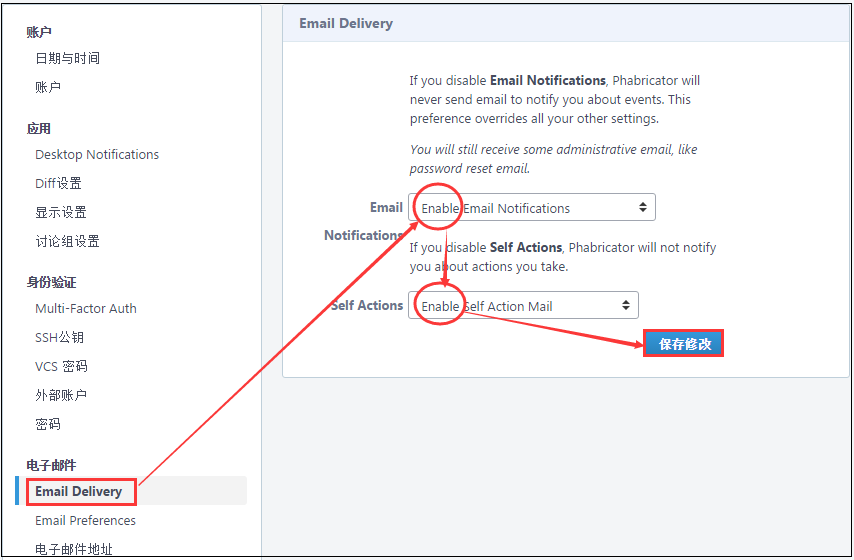 账户
日期与时间
账户
应用
Desktop Notifications
Diff设置
显示设置
讨论组设置
身份验证
Multi-Factor Auth
SSH公钥
VCS 密码
外部账户
密码
电子邮件
Email Delivery
Email Preferences
电子邮件地址
Email Delivery
If you disable Email Notifications, Phabricator will
never send email to notify you about events. This
preference overrides all your other settings.
You will still receive some administrative email, like
password reset email.
Email
Notifications
Enable Email Notifications
If you disable Self Actions, Phabricator will not notify
you about actions you take.
Self Actions
Enable Self Action Mail
保存修改